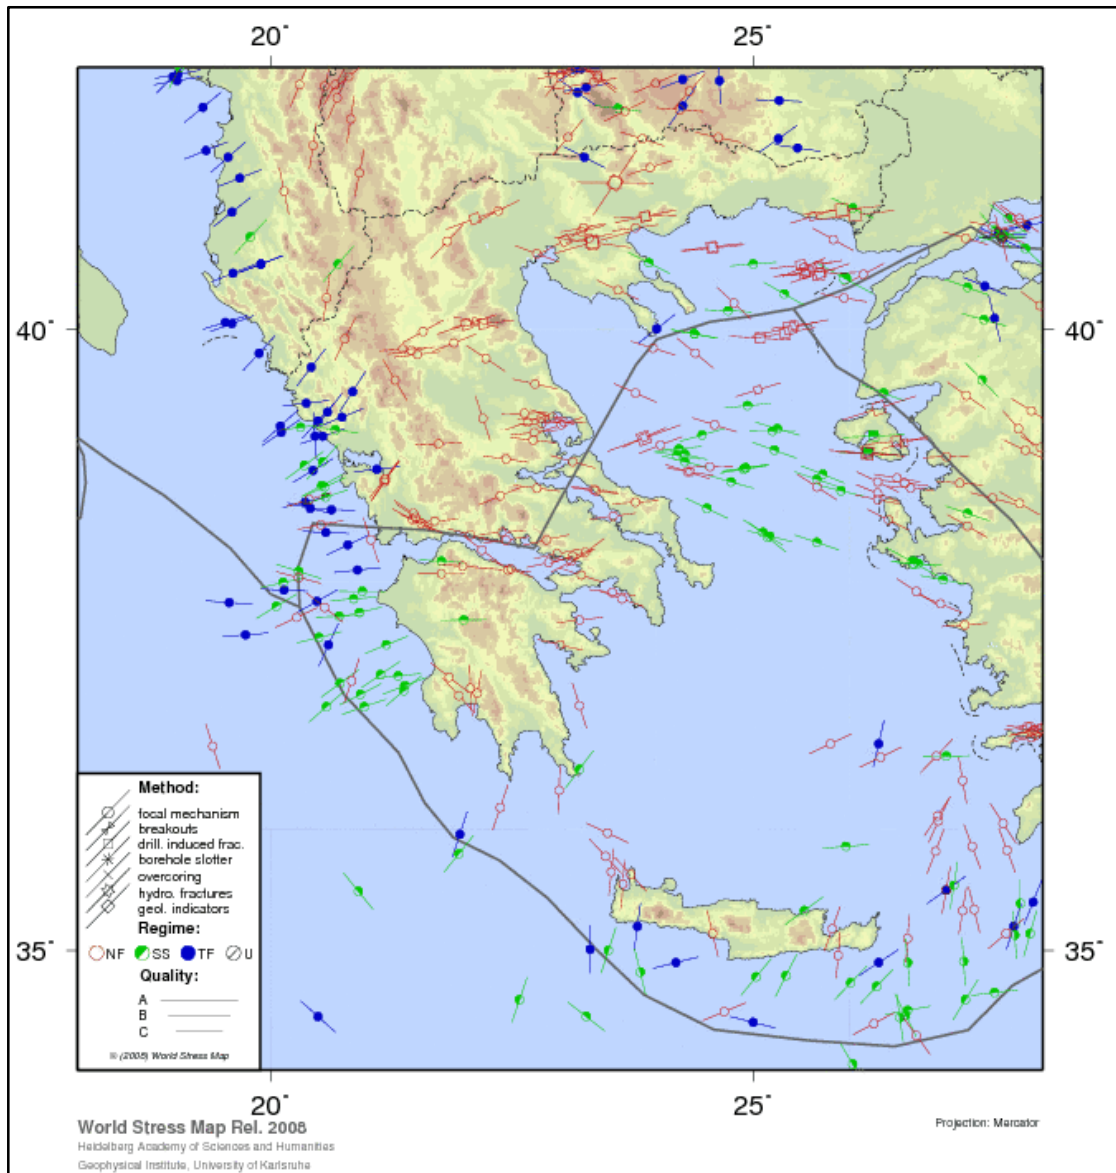 20°
25°
40°
40°
35°
35°
Method:
focal mechanism
breakouts
drill. induced frac.
borehole slotter
overcoring
hydro. fractures
geol. indicators
Regime:
NF SS TF U
Quality:
A
B
C
© (2008) World Stress Map
20°
25°
World Stress Map Rel. 2008
Heidelberg Academy of Sciences and Humanities
Geophysical Institute, University of Karlsruhe
Projection: Mercator